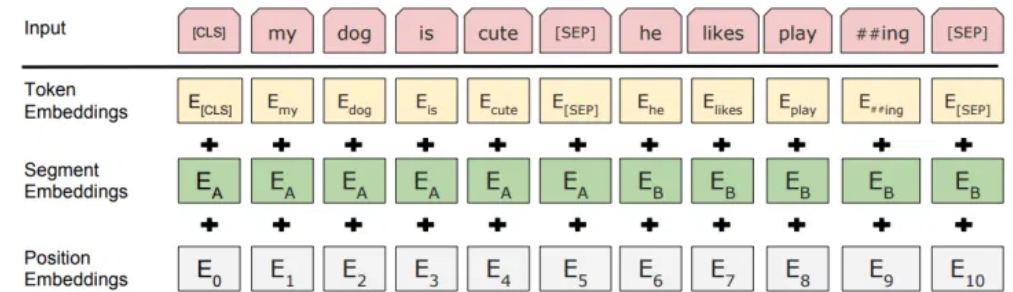 Input [CLS] my dog is cute [SEP] he likes play ##ing [SEP]
Token Embeddings E[CLS] Emy Edog Eis Ecute E[SEP] Ehe Elikes Eplay E##ing E[SEP]
+ + + + + + + + + + +
Segment Embeddings EA EA EA EA EA EA EB EB EB EB EB
+ + + + + + + + + + +
Position Embeddings E0 E1 E2 E3 E4 E5 E6 E7 E8 E9 E10